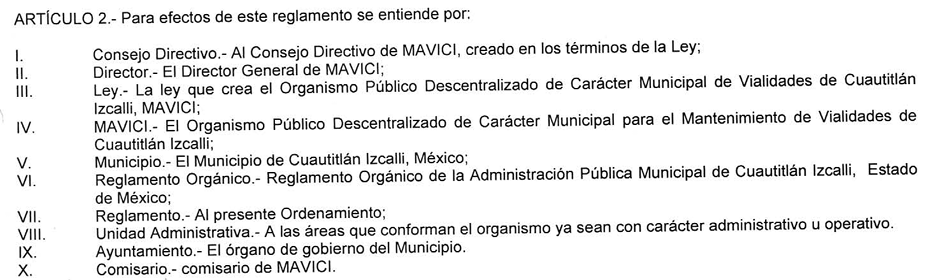 ARTÍCULO 2.- Para efectos de este reglamento se entiende por:
I. Consejo Directivo.- Al Consejo Directivo de MAVICI, creado en los términos de la Ley;
II. Director.- El Director General de MAVICI;
III. Ley.- La ley que crea el Organismo Público Descentralizado de Carácter Municipal de Vialidades de Cuautitlán
Izcalli, MAVICI;
IV. MAVICI.- El Organismo Público Descentralizado de Carácter Municipal para el Mantenimiento de Vialidades de
Cuautitlán Izcalli;
V. Municipio.- El Municipio de Cuautitlán Izcalli, México;
VI. Reglamento Orgánico.- Reglamento Orgánico de la Administración Pública Municipal de Cuautitlán Izcalli, Estado
de México;
VII. Reglamento.- Al presente Ordenamiento;
VIII. Unidad Administrativa.- A las áreas que conforman el organismo ya sean con carácter administrativo u operativo.
IX. Ayuntamiento.- El órgano de gobierno del Municipio.
X. Comisario.- comisario de MAVICI.